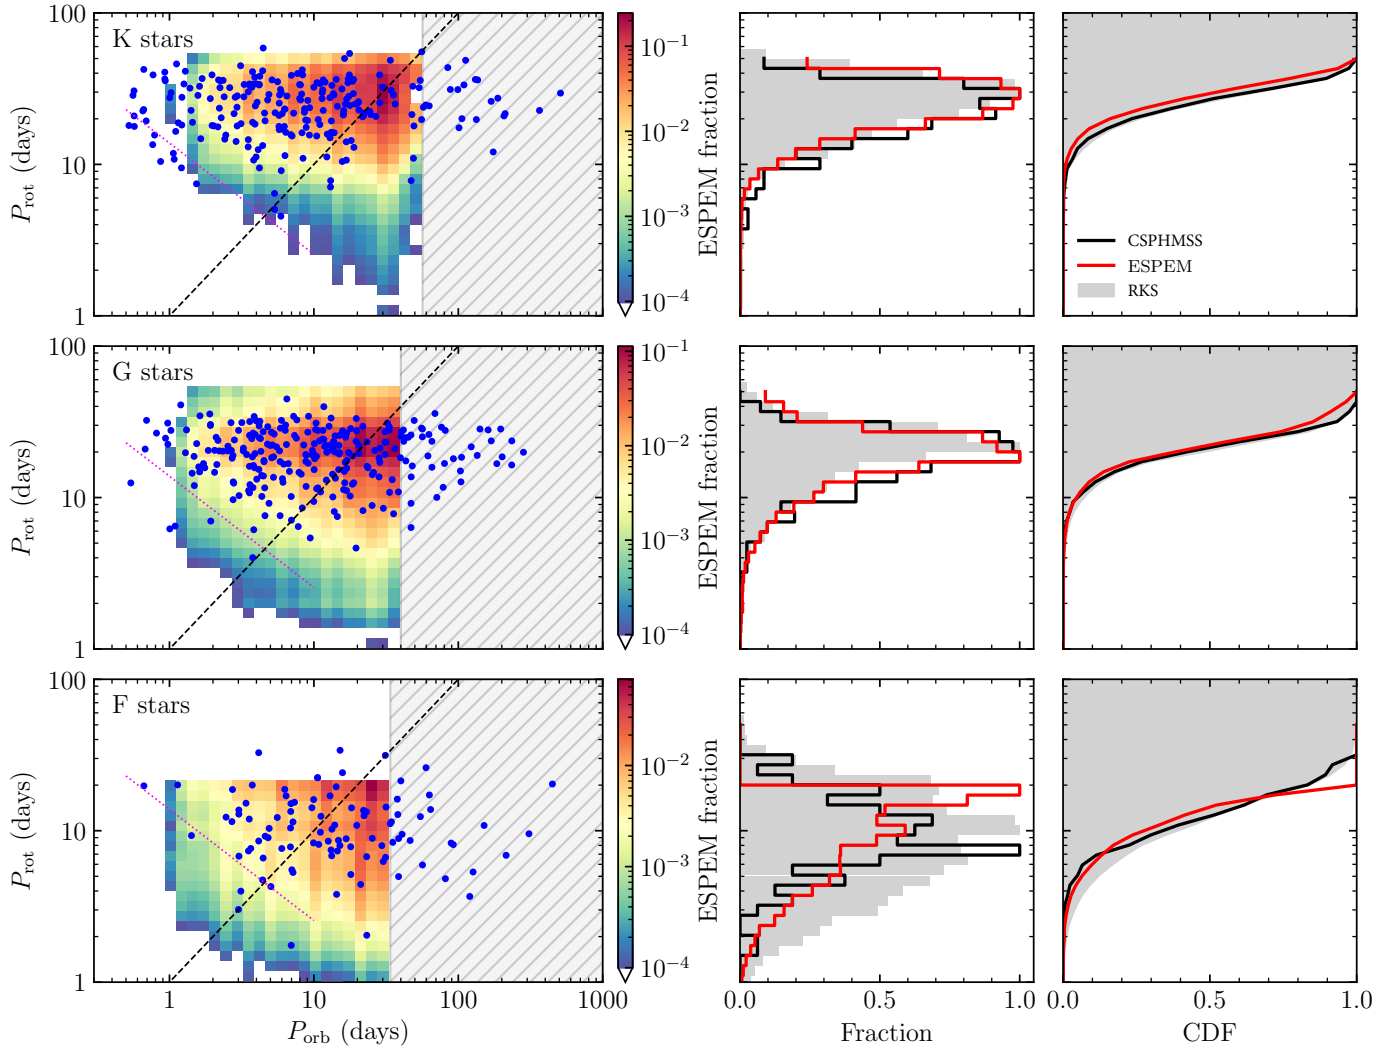 K stars
P_rot (days)
100
10
1
10^-1
10^-2
10^-3
10^-4
ESPEM fraction
CSPHMSS
ESPEM
RKS
G stars
P_rot (days)
100
10
1
10^-1
10^-2
10^-3
10^-4
ESPEM fraction
F stars
P_rot (days)
100
10
1
10^-2
10^-3
10^-4
ESPEM fraction
1 10 100 1000
P_orb (days)
0.0 0.5 1.0
Fraction
0.0 0.5 1.0
CDF